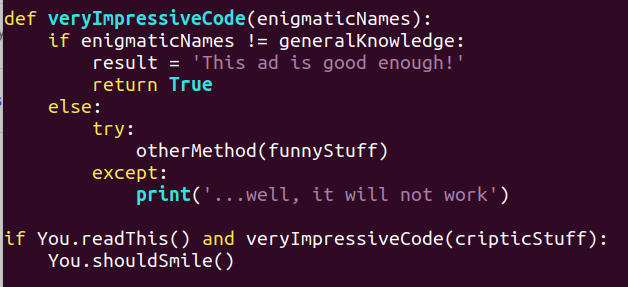 def veryImpressiveCode(enigmaticNames):
    if enigmaticNames != generalKnowledge:
        result = 'This ad is good enough!'
        return True
    else:
        try:
            otherMethod(funnyStuff)
        except:
            print('...well, it will not work')
if You.readThis() and veryImpressiveCode(cripticStuff):
    You.shouldSmile()